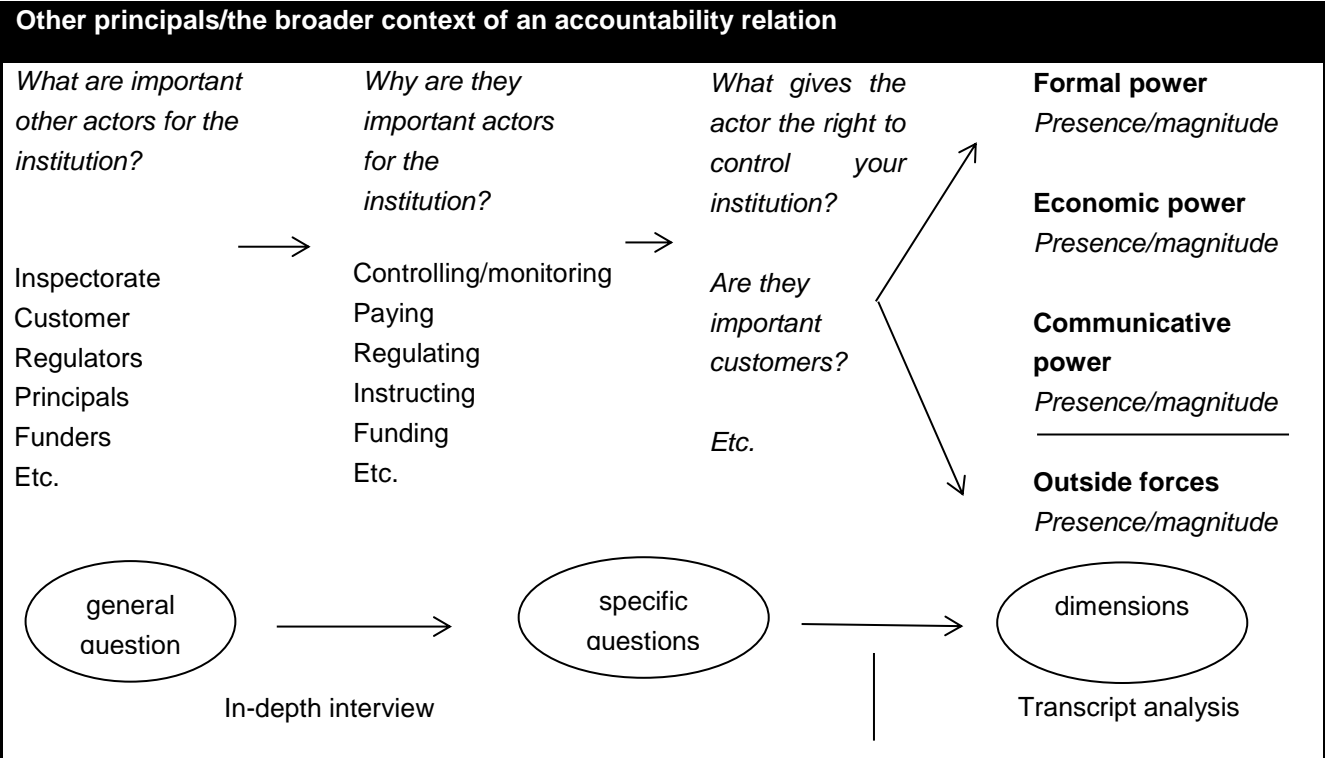 Other principals/the broader context of an accountability relation
What are important
other actors for the
institution?
Inspectorate
Customer
Regulators
Principals
Funders
Etc.
Why are they
important actors
for the
institution?
Controlling/monitoring
Paying
Regulating
Instructing
Funding
Etc.
What gives the
actor the right to
control your
institution?
Are they
important
customers?
Etc.
Formal power
Presence/magnitude
Economic power
Presence/magnitude
Communicative
power
Presence/magnitude
Outside forces
Presence/magnitude
general
question
specific
questions
dimensions
In-depth interview
Transcript analysis